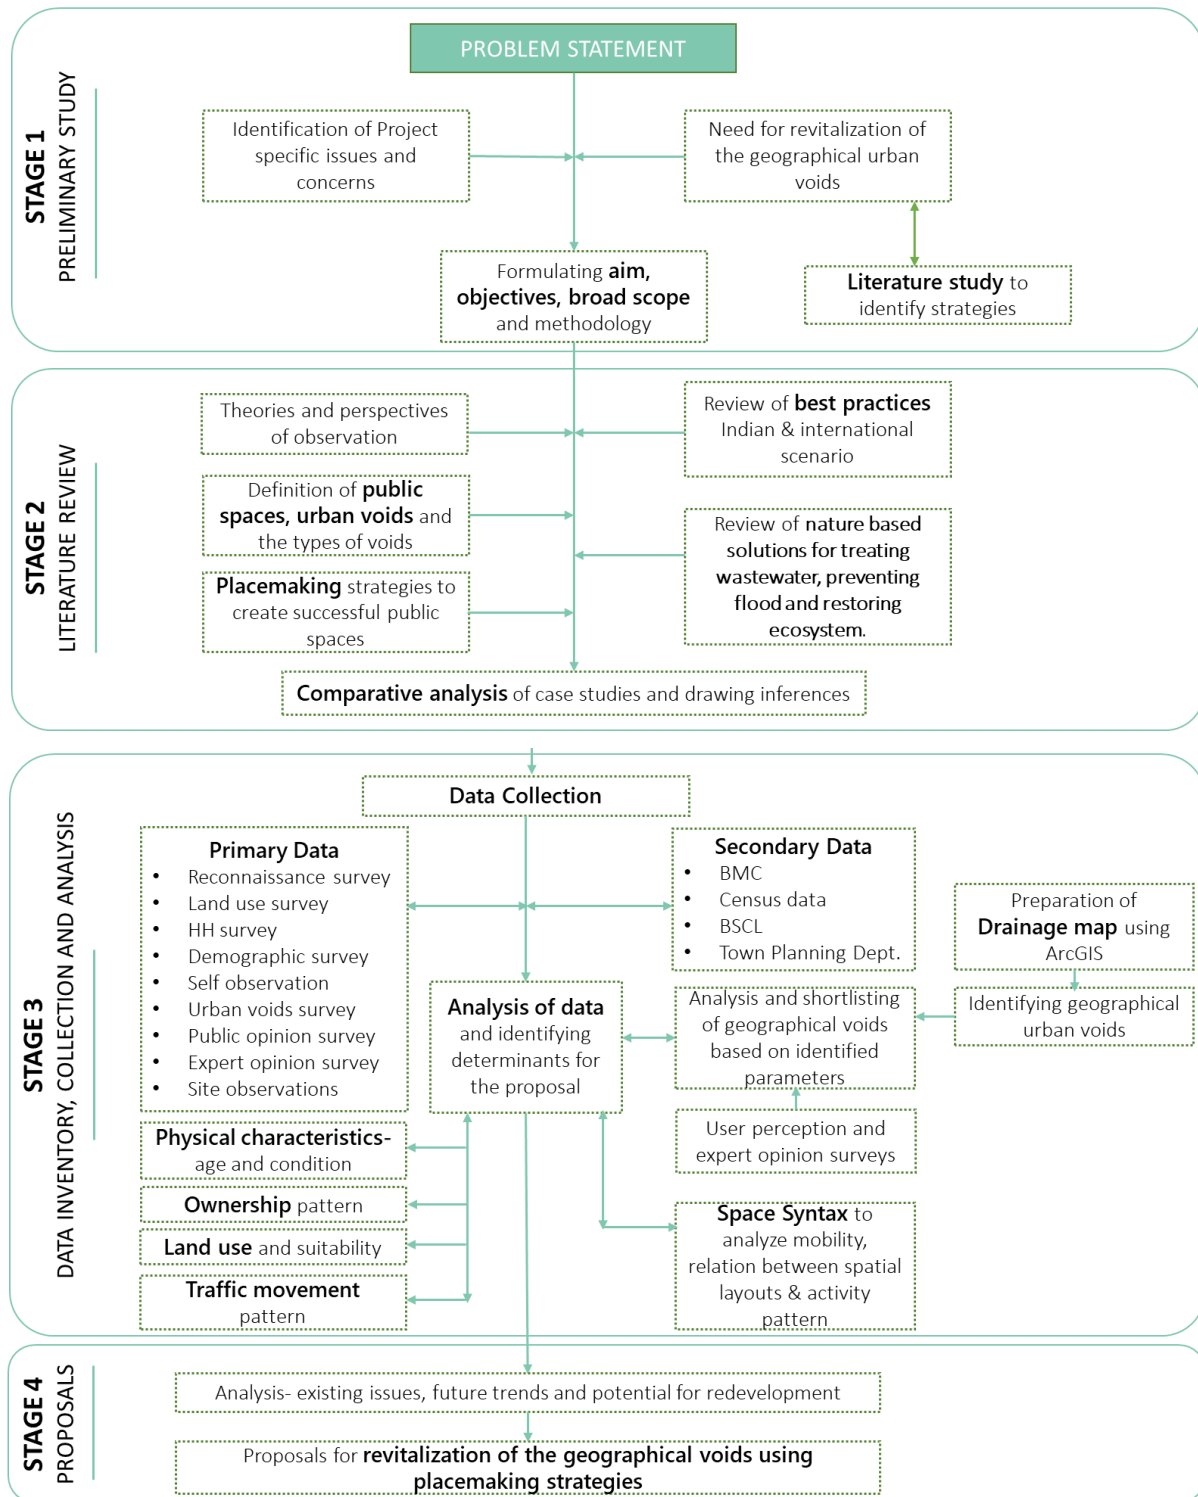 STAGE 1
PRELIMINARY STUDY
PROBLEM STATEMENT
Identification of Project
specific issues and
concerns
Need for revitalization of
the geographical urban
voids
Formulating aim,
objectives, broad scope
and methodology
Literature study to
identify strategies
STAGE 2
LITERATURE REVIEW
Theories and perspectives
of observation
Review of best practices
Indian & international
scenario
Definition of public
spaces, urban voids and
the types of voids
Review of nature based
solutions for treating
wastewater, preventing
flood and restoring
ecosystem.
Placemaking strategies to
create successful public
spaces
Comparative analysis of case studies and drawing inferences
STAGE 3
DATA INVENTORY, COLLECTION AND ANALYSIS
Data Collection
Primary Data
• Reconnaissance survey
• Land use survey
• HH survey
• Demographic survey
• Self observation
• Urban voids survey
• Public opinion survey
• Expert opinion survey
• Site observations
Secondary Data
• BMC
• Census data
• BSCL
• Town Planning Dept.
Preparation of
Drainage map using
ArcGIS
Analysis of data
and identifying
determinants for
the proposal
Analysis and shortlisting
of geographical voids
based on identified
parameters
Identifying geographical
urban voids
User perception and
expert opinion surveys
Physical characteristics-
age and condition
Ownership pattern
Land use and suitability
Traffic movement
pattern
Space Syntax to
analyze mobility,
relation between spatial
layouts & activity
pattern
STAGE 4
PROPOSALS
Analysis- existing issues, future trends and potential for redevelopment
Proposals for revitalization of the geographical voids using
placemaking strategies